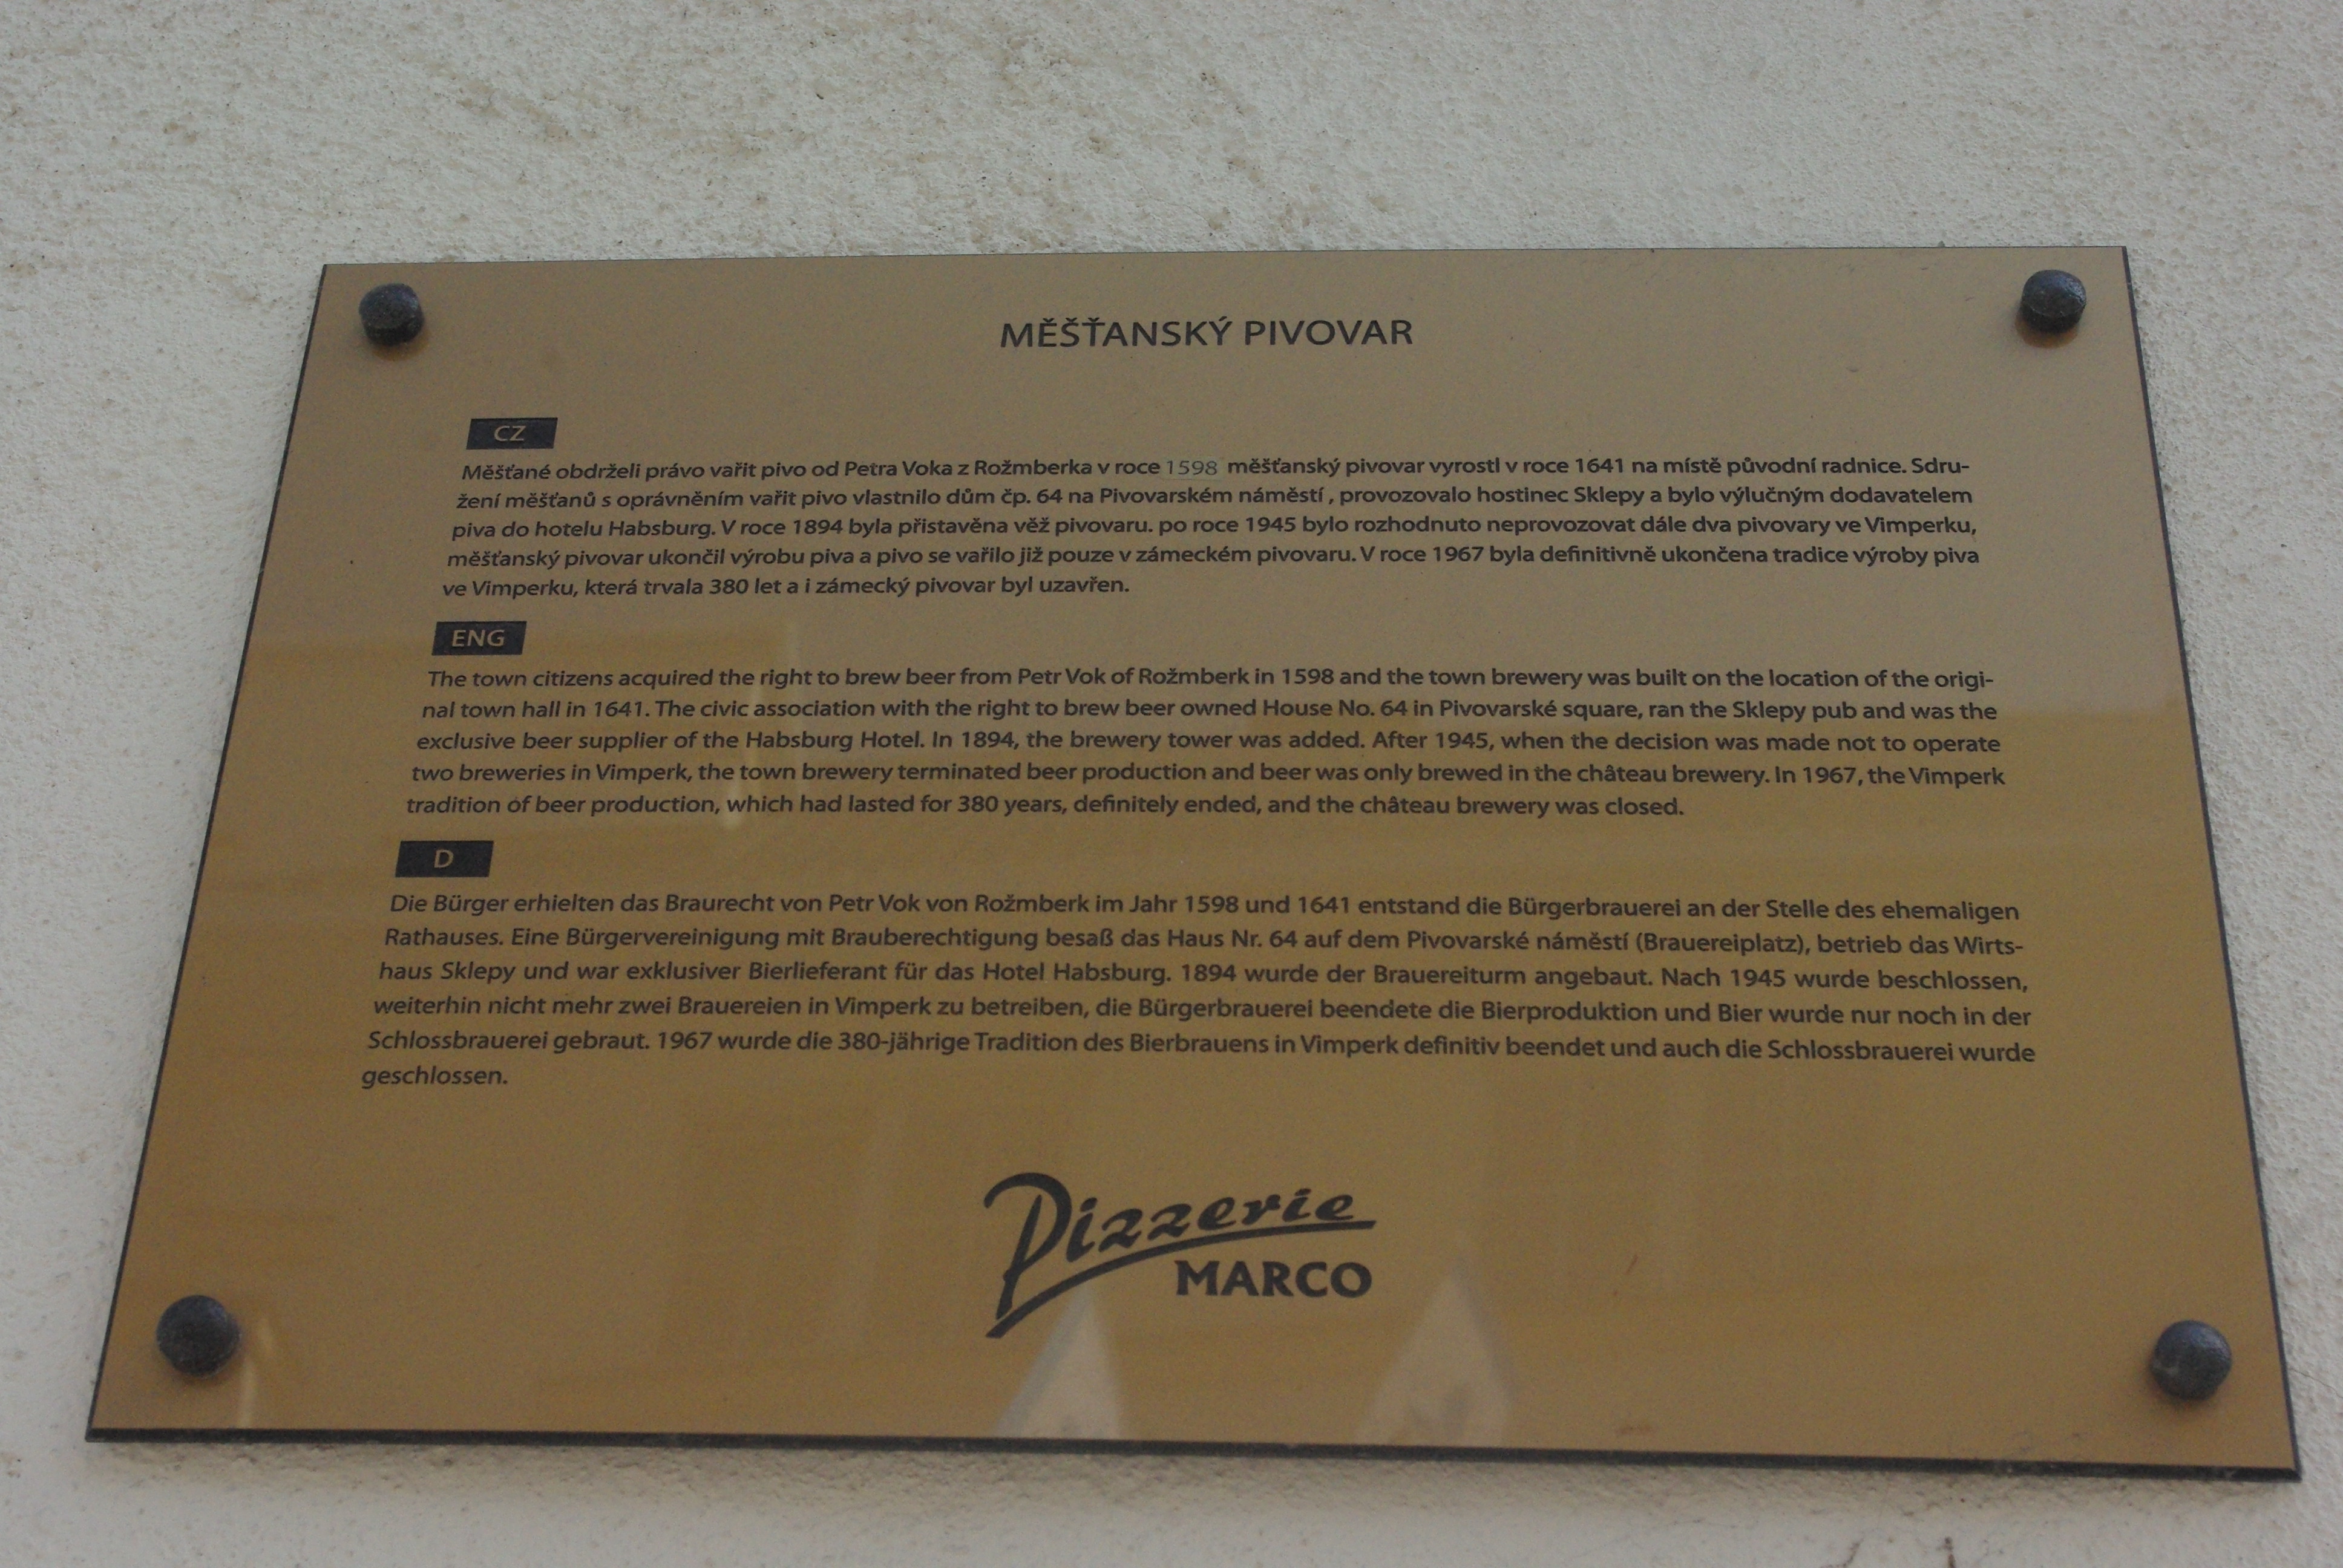 MĚŠŤANSKÝ PIVOVAR
CZ
Měšťané obdrželi právo vařit pivo od Petra Voka z Rožmberka v roce 1598 měšťanský pivovar vyrostl v roce 1641 na místě původní radnice. Sdru-
žení měšťanů s oprávněním vařit pivo vlastnilo dům čp. 64 na Pivovarském náměstí , provozovalo hostinec Sklepy a bylo výlučným dodavatelem
piva do hotelu Habsburg. V roce 1894 byla přistavěna věž pivovaru. po roce 1945 bylo rozhodnuto neprovozovat dále dva pivovary ve Vimperku,
měšťanský pivovar ukončil výrobu piva a pivo se vařilo již pouze v zámeckém pivovaru. V roce 1967 byla definitivně ukončena tradice výroby piva
ve Vimperku, která trvala 380 let a i zámecký pivovar byl uzavřen.
ENG
The town citizens acquired the right to brew beer from Petr Vok of Rožmberk in 1598 and the town brewery was built on the location of the origi-
nal town hall in 1641. The civic association with the right to brew beer owned House No. 64 in Pivovarské square, ran the Sklepy pub and was the
exclusive beer supplier of the Habsburg Hotel. In 1894, the brewery tower was added. After 1945, when the decision was made not to operate
two breweries in Vimperk, the town brewery terminated beer production and beer was only brewed in the château brewery. In 1967, the Vimperk
tradition of beer production, which had lasted for 380 years, definitely ended, and the château brewery was closed.
D
Die Bürger erhielten das Braurecht von Petr Vok von Rožmberk im Jahr 1598 und 1641 entstand die Bürgerbrauerei an der Stelle des ehemaligen
Rathauses. Eine Bürgervereinigung mit Brauberechtigung besaß das Haus Nr. 64 auf dem Pivovarské náměstí (Brauereiplatz), betrieb das Wirts-
haus Sklepy und war exklusiver Bierlieferant für das Hotel Habsburg. 1894 wurde der Brauereiturm angebaut. Nach 1945 wurde beschlossen,
weiterhin nicht mehr zwei Brauereien in Vimperk zu betreiben, die Bürgerbrauerei beendete die Bierproduktion und Bier wurde nur noch in der
Schlossbrauerei gebraut. 1967 wurde die 380-jährige Tradition des Bierbrauens in Vimperk definitiv beendet und auch die Schlossbrauerei wurde
geschlossen.
Pizzerie
MARCO